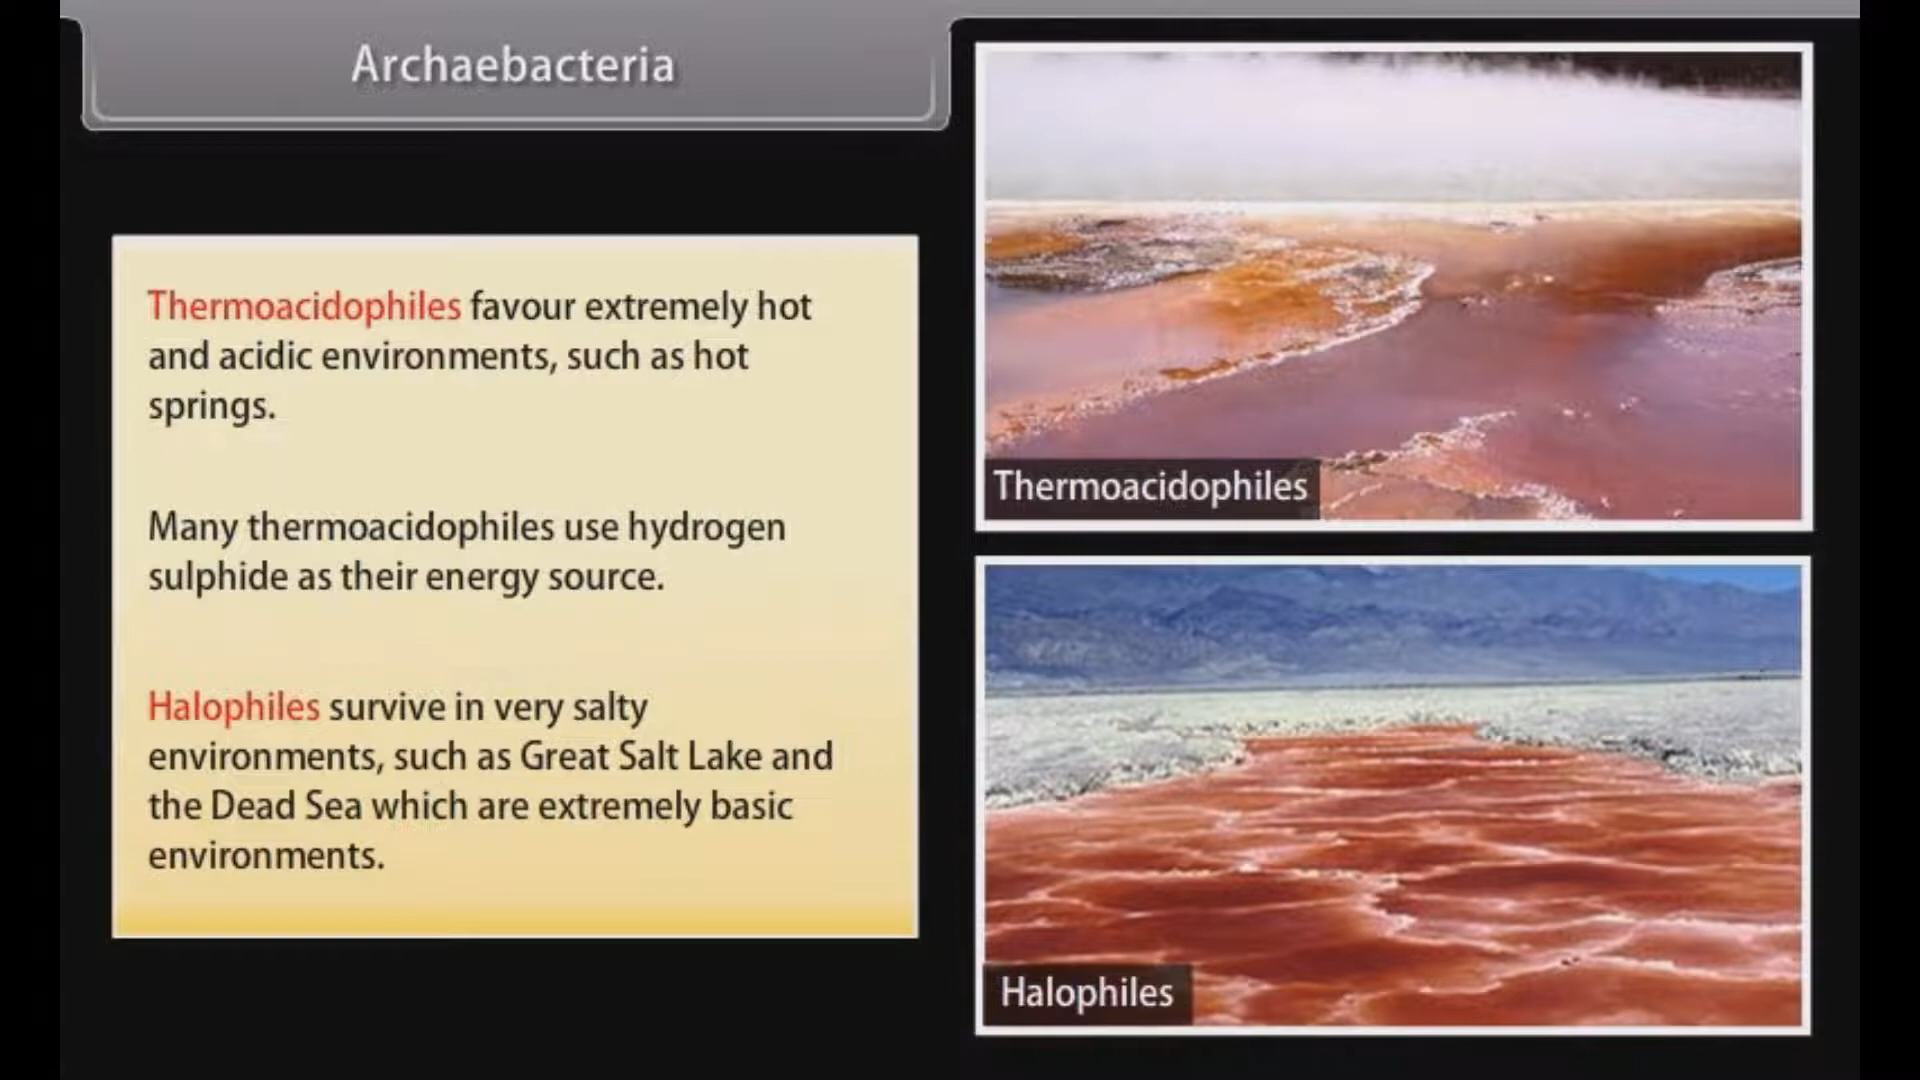 Archaebacteria
Thermoacidophiles favour extremely hot
and acidic environments, such as hot
springs.
Many thermoacidophiles use hydrogen
sulphide as their energy source.
Halophiles survive in very salty
environments, such as Great Salt Lake and
the Dead Sea which are extremely basic
environments.
Thermoacidophiles
Halophiles